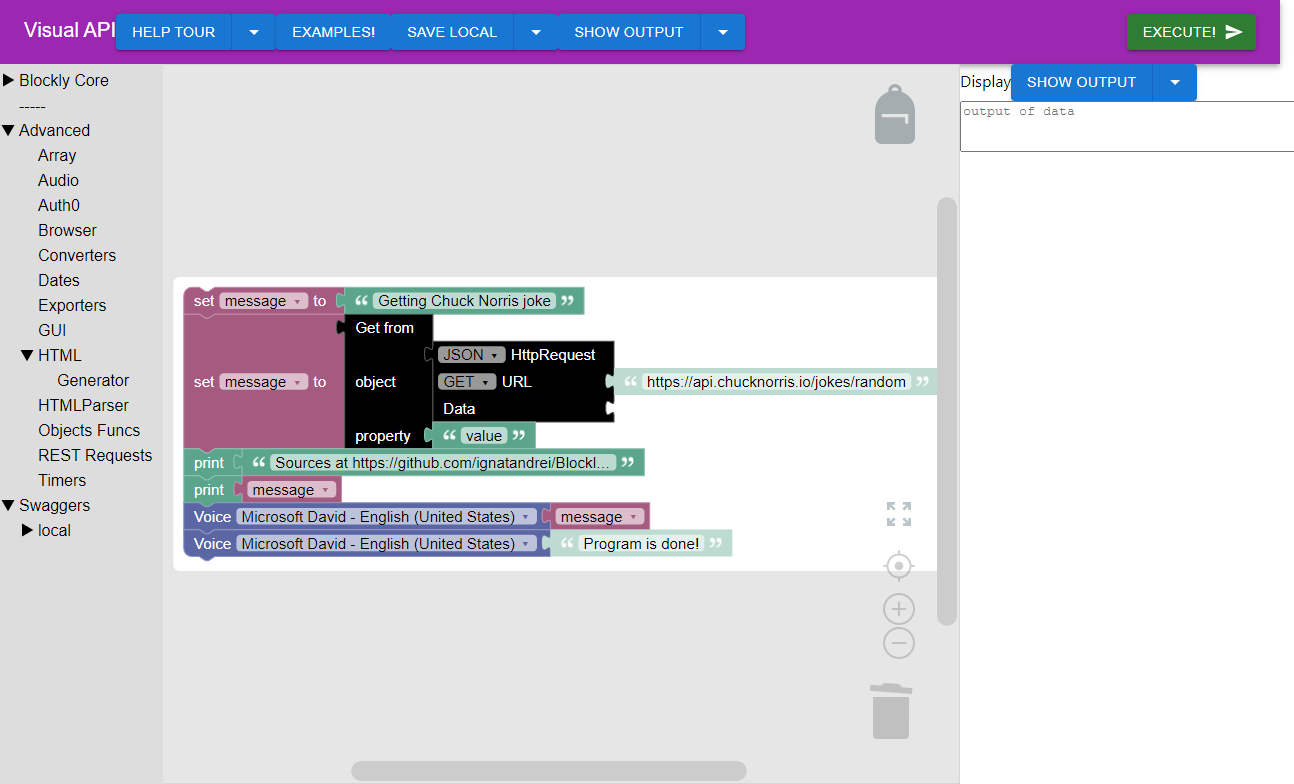 Visual API
HELP TOUR
EXAMPLES!
SAVE LOCAL
SHOW OUTPUT
EXECUTE!
Blockly Core
-----
Advanced
Array
Audio
Auth0
Browser
Converters
Dates
Exporters
GUI
HTML
Generator
HTMLParser
Objects Funcs
REST Requests
Timers
Swaggers
local
set message to “ Getting Chuck Norris joke ”
Get from
JSON HttpRequest
set message to object GET URL “ https://api.chucknorris.io/jokes/random ”
Data
property “ value ”
print “ Sources at https://github.com/ignatandrei/Blockl... ”
print message
Voice Microsoft David - English (United States) message
Voice Microsoft David - English (United States) “ Program is done! ”
Display SHOW OUTPUT
output of data